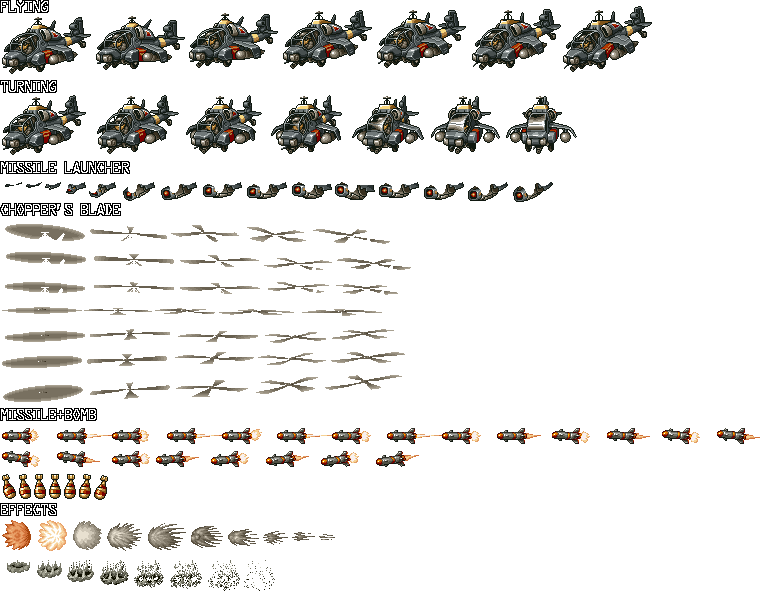 FLYING
TURNING
MISSILE LAUNCHER
CHOPPER'S BLADE
MISSILE+BOMB
EFFECTS